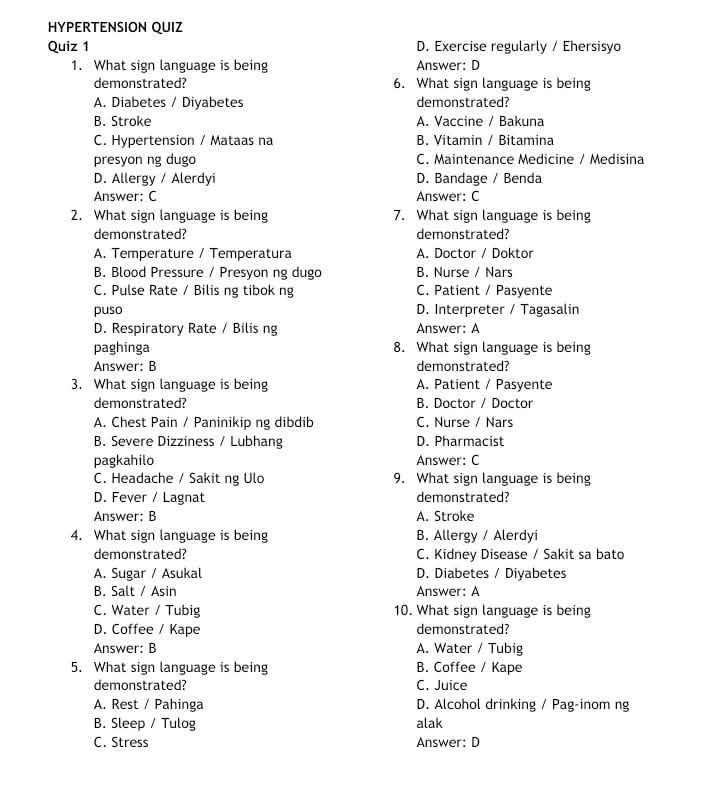 HYPERTENSION QUIZ
Quiz 1
1. What sign language is being
demonstrated?
A. Diabetes / Diyabetes
B. Stroke
C. Hypertension / Mataas na
presyon ng dugo
D. Allergy / Alerdyi
Answer: C
2. What sign language is being
demonstrated?
A. Temperature / Temperatura
B. Blood Pressure / Presyon ng dugo
C. Pulse Rate / Bilis ng tibok ng
puso
D. Respiratory Rate / Bilis ng
paghinga
Answer: B
3. What sign language is being
demonstrated?
A. Chest Pain / Paninikip ng dibdib
B. Severe Dizziness / Lubhang
pagkahilo
C. Headache / Sakit ng Ulo
D. Fever / Lagnat
Answer: B
4. What sign language is being
demonstrated?
A. Sugar / Asukal
B. Salt / Asin
C. Water / Tubig
D. Coffee / Kape
Answer: B
5. What sign language is being
demonstrated?
A. Rest / Pahinga
B. Sleep / Tulog
C. Stress
D. Exercise regularly / Ehersisyo
Answer: D
6. What sign language is being
demonstrated?
A. Vaccine / Bakuna
B. Vitamin / Bitamina
C. Maintenance Medicine / Medisina
D. Bandage / Benda
Answer: C
7. What sign language is being
demonstrated?
A. Doctor / Doktor
B. Nurse / Nars
C. Patient / Pasyente
D. Interpreter / Tagasalin
Answer: A
8. What sign language is being
demonstrated?
A. Patient / Pasyente
B. Doctor / Doctor
C. Nurse / Nars
D. Pharmacist
Answer: C
9. What sign language is being
demonstrated?
A. Stroke
B. Allergy / Alerdyi
C. Kidney Disease / Sakit sa bato
D. Diabetes / Diyabetes
Answer: A
10. What sign language is being
demonstrated?
A. Water / Tubig
B. Coffee / Kape
C. Juice
D. Alcohol drinking / Pag-inom ng
alak
Answer: D